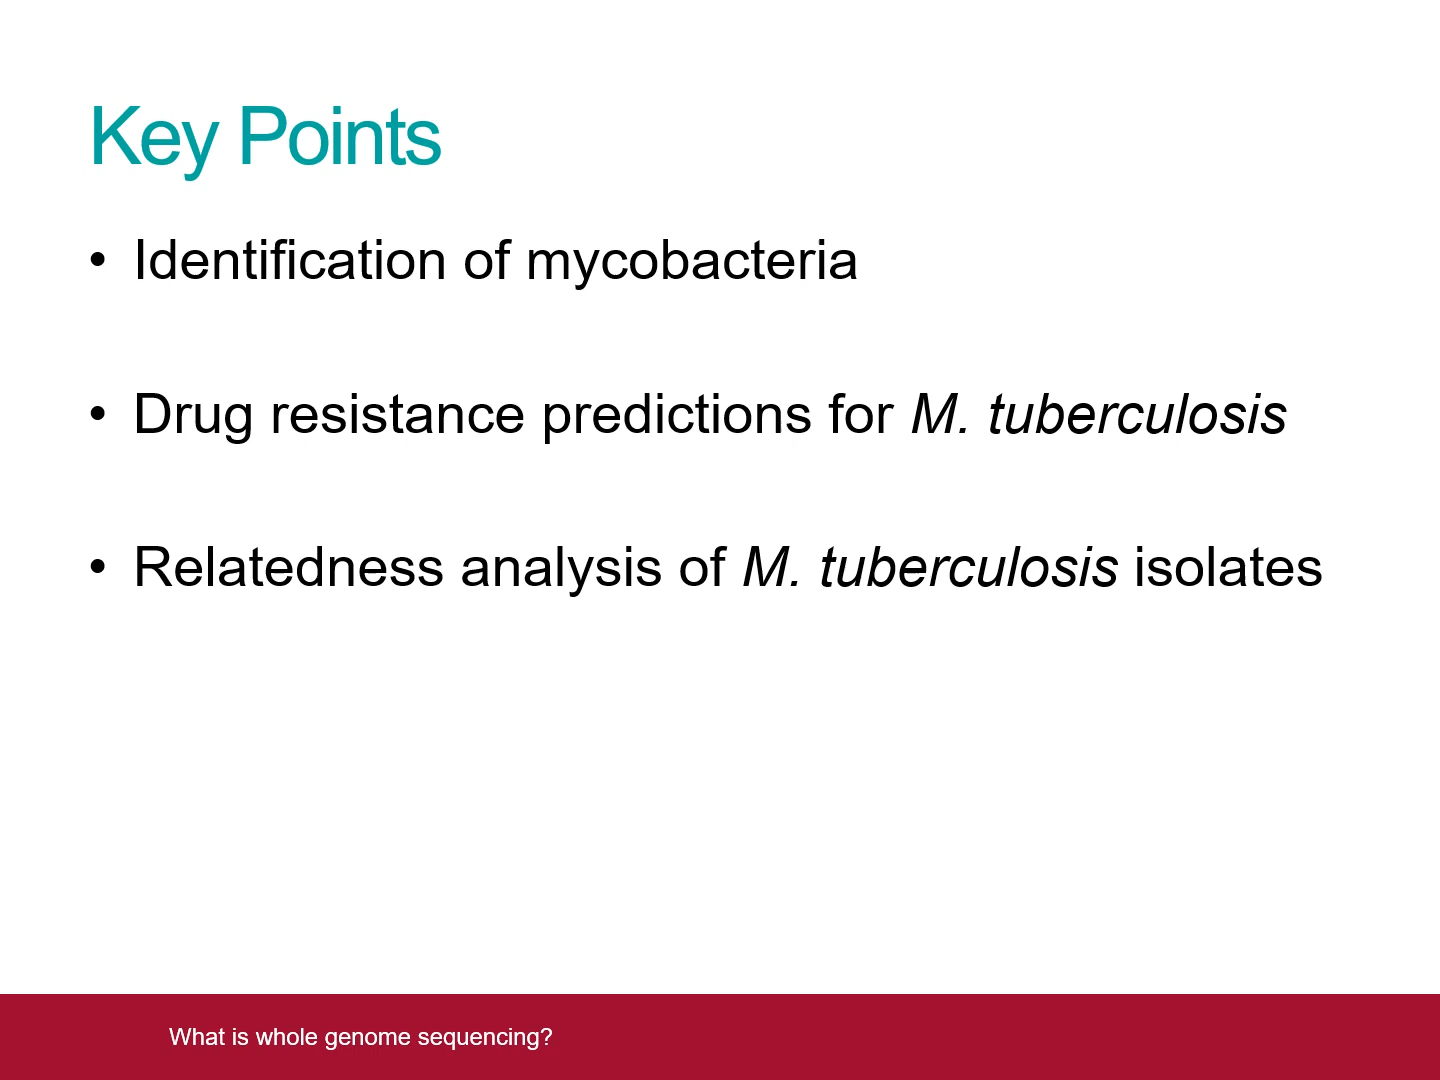 Key Points
• Identification of mycobacteria
• Drug resistance predictions for M. tuberculosis
• Relatedness analysis of M. tuberculosis isolates
What is whole genome sequencing?